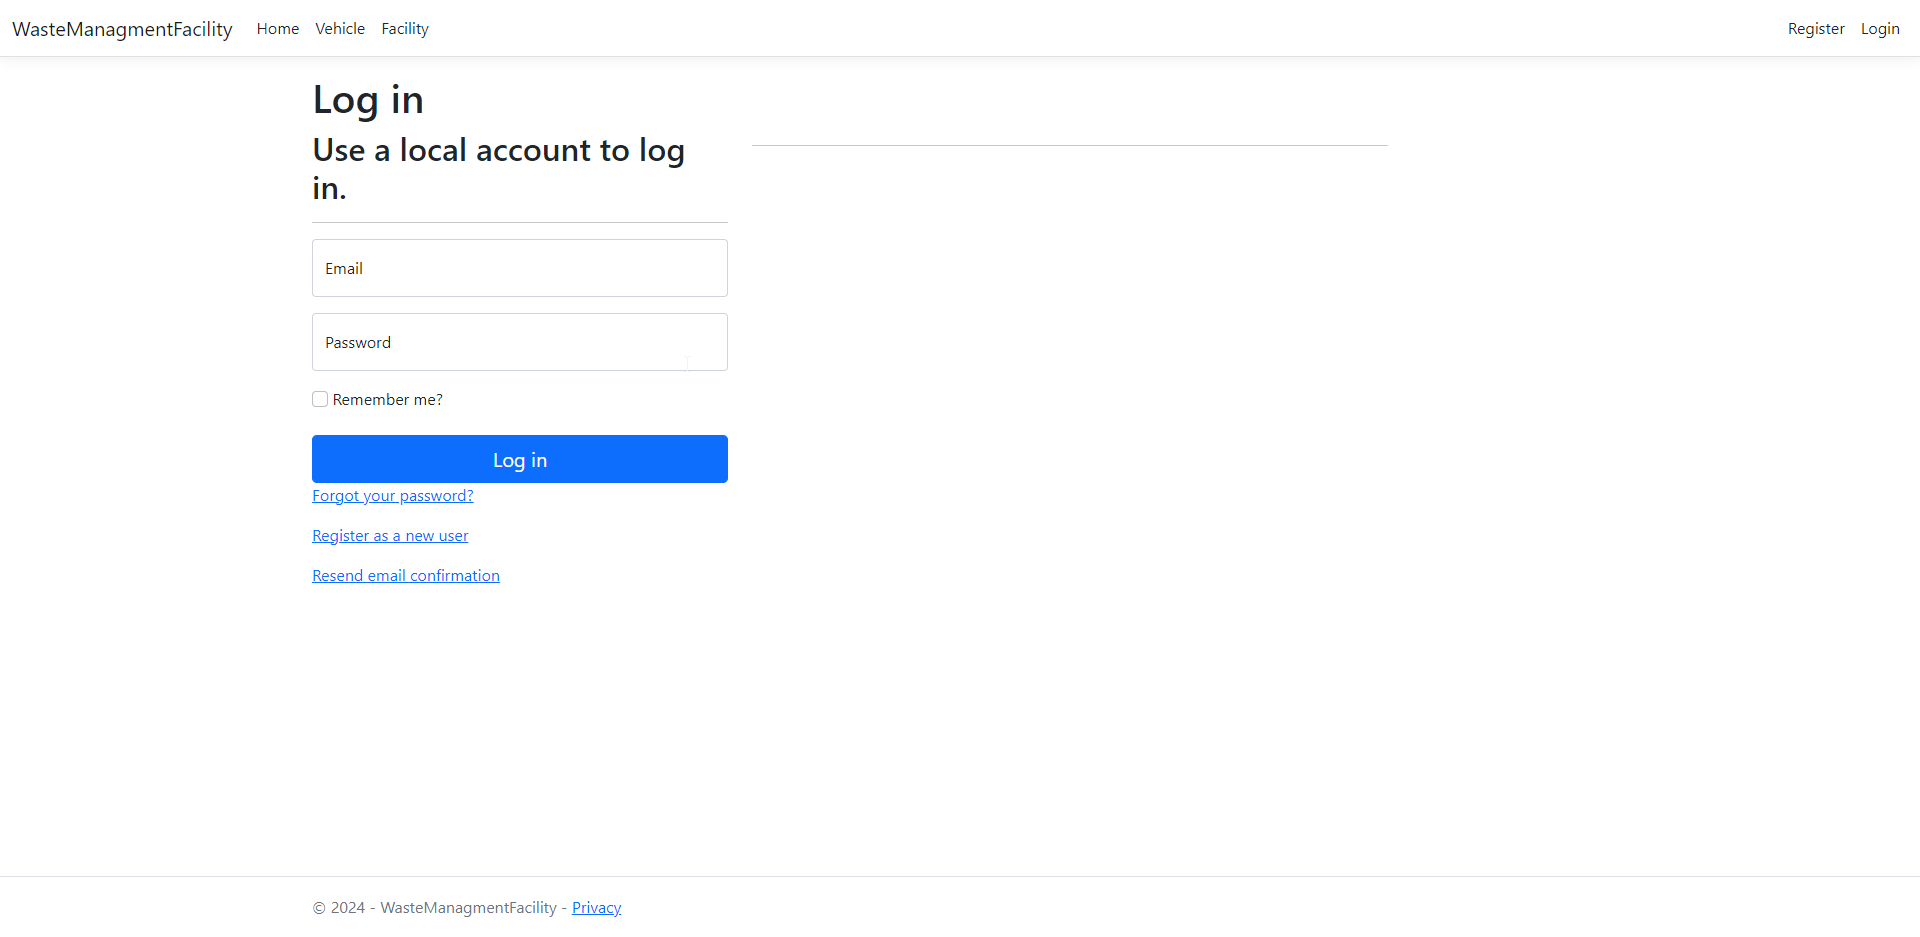 WasteManagmentFacility Home Vehicle Facility Register Login
Log in
Use a local account to log
in.
Email
Password
Remember me?
Log in
Forgot your password?
Register as a new user
Resend email confirmation
© 2024 - WasteManagmentFacility - Privacy